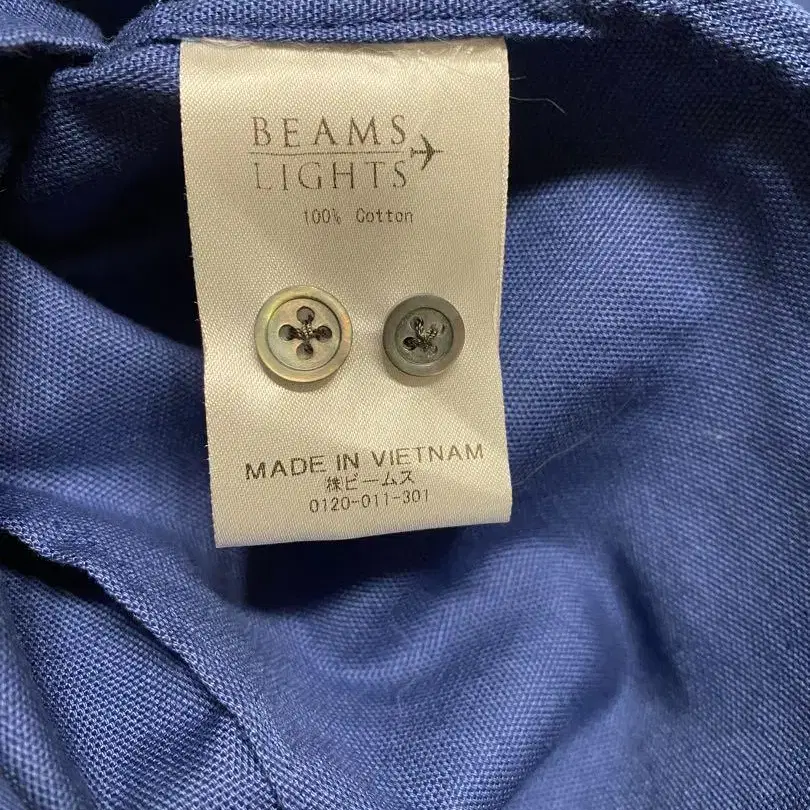 BEAMS
LIGHTS
100% Cotton
MADE IN VIETNAM
㈱ビームス
0120-011-301